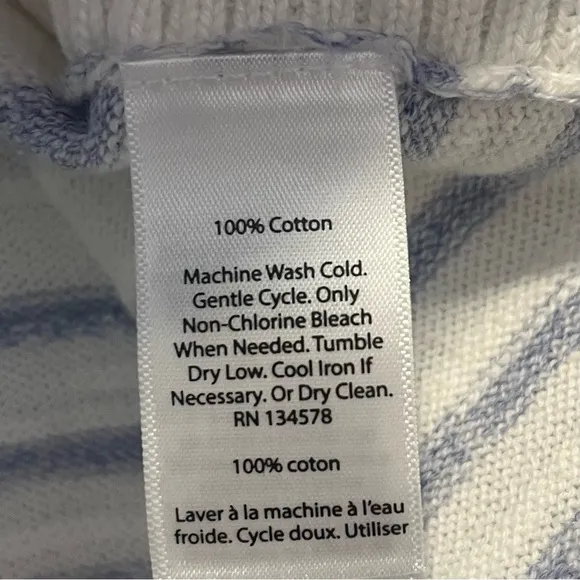 100% Cotton
Machine Wash Cold.
Gentle Cycle. Only
Non-Chlorine Bleach
When Needed. Tumble
Dry Low. Cool Iron If
Necessary. Or Dry Clean.
RN 134578
100% coton
Laver à la machine à l'eau
froide. Cycle doux. Utiliser